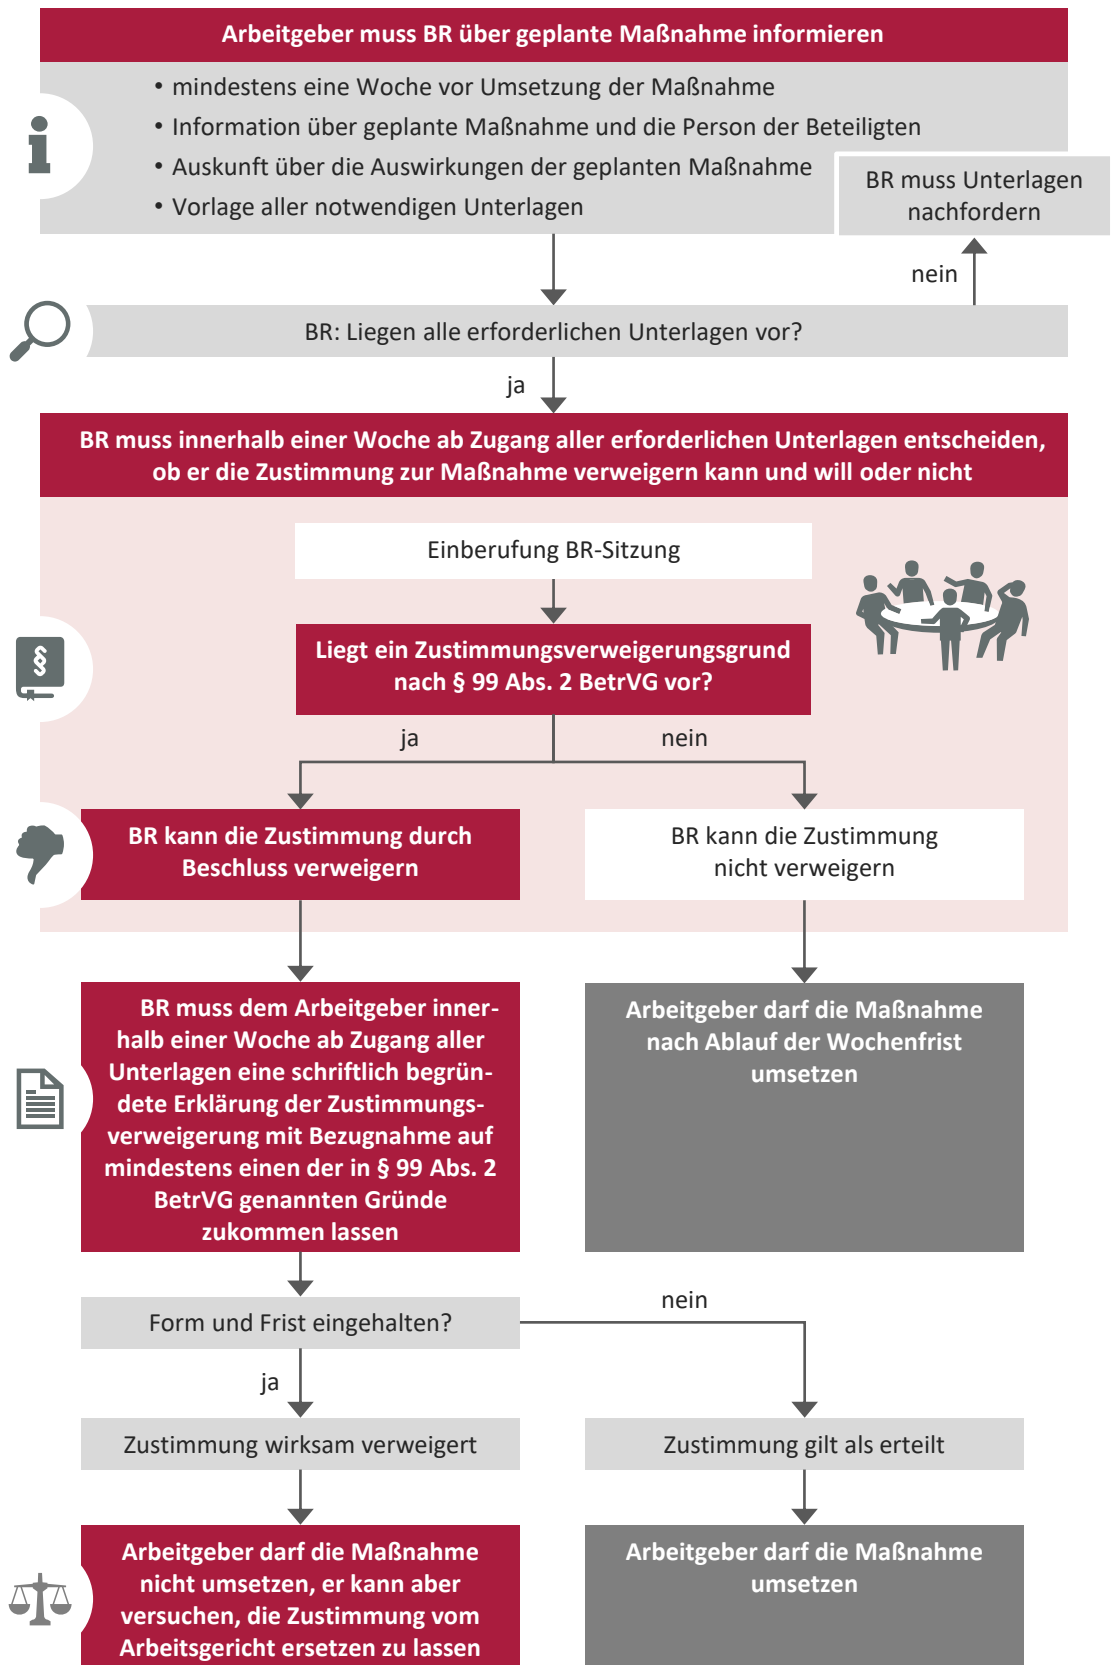 Arbeitgeber muss BR über geplante Maßnahme informieren
• mindestens eine Woche vor Umsetzung der Maßnahme
• Information über geplante Maßnahme und die Person der Beteiligten
• Auskunft über die Auswirkungen der geplanten Maßnahme
• Vorlage aller notwendigen Unterlagen
BR muss Unterlagen
nachfordern
nein
BR: Liegen alle erforderlichen Unterlagen vor?
ja
BR muss innerhalb einer Woche ab Zugang aller erforderlichen Unterlagen entscheiden,
ob er die Zustimmung zur Maßnahme verweigern kann und will oder nicht
Einberufung BR-Sitzung
§
Liegt ein Zustimmungsverweigerungsgrund
nach § 99 Abs. 2 BetrVG vor?
ja
nein
BR kann die Zustimmung durch
Beschluss verweigern
BR kann die Zustimmung
nicht verweigern
BR muss dem Arbeitgeber inner-
halb einer Woche ab Zugang aller
Unterlagen eine schriftlich begrün-
dete Erklärung der Zustimmungs-
verweigerung mit Bezugnahme auf
mindestens einen der in § 99 Abs. 2
BetrVG genannten Gründe
zukommen lassen
Arbeitgeber darf die Maßnahme
nach Ablauf der Wochenfrist
umsetzen
Form und Frist eingehalten?
nein
ja
Zustimmung wirksam verweigert
Zustimmung gilt als erteilt
Arbeitgeber darf die Maßnahme
nicht umsetzen, er kann aber
versuchen, die Zustimmung vom
Arbeitsgericht ersetzen zu lassen
Arbeitgeber darf die Maßnahme
umsetzen